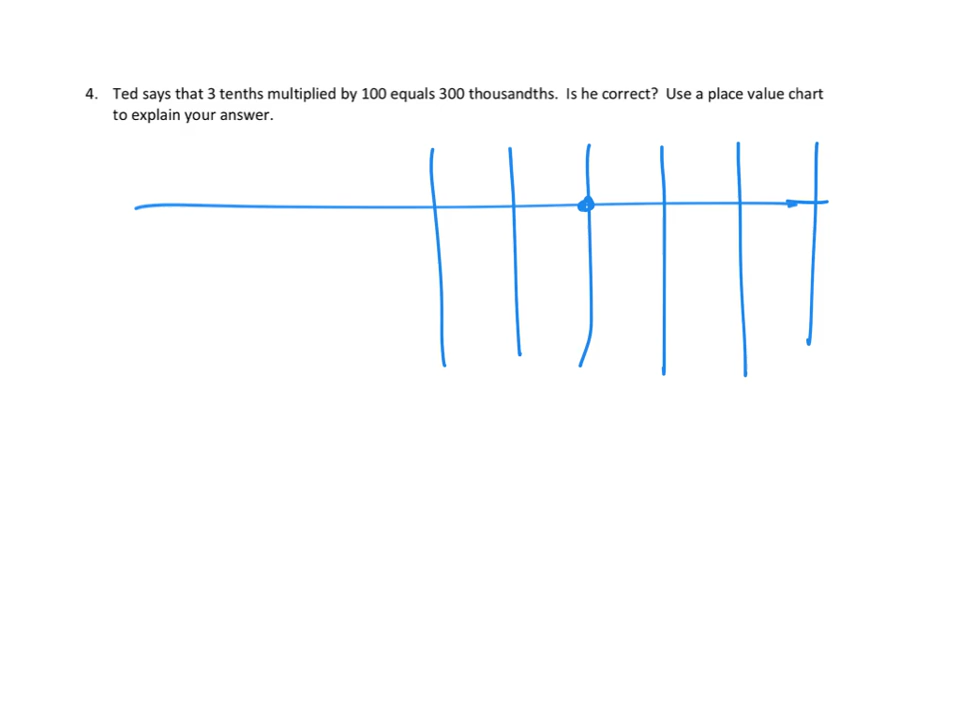 4. Ted says that 3 tenths multiplied by 100 equals 300 thousandths. Is he correct? Use a place value chart
to explain your answer.